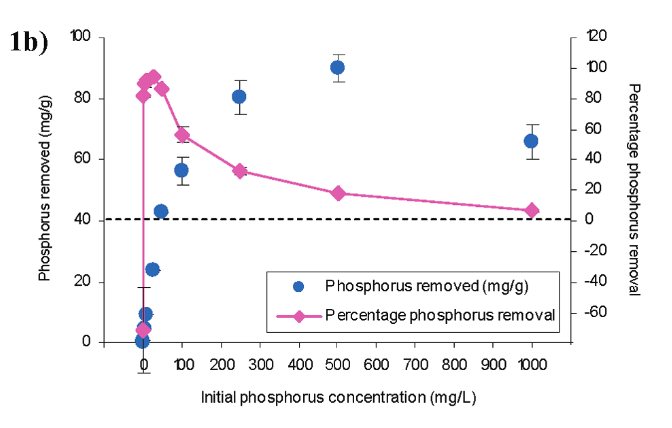 1b)
Phosphorus removed (mg/g)
100
80
60
40
20
0
120
100
80
60
40
20
0
-20
-40
-60
Percentage phosphorus removal
Phosphorus removed (mg/g)
Percentage phosphorus removal
0 100 200 300 400 500 600 700 800 900 1000
Initial phosphorus concentration (mg/L)